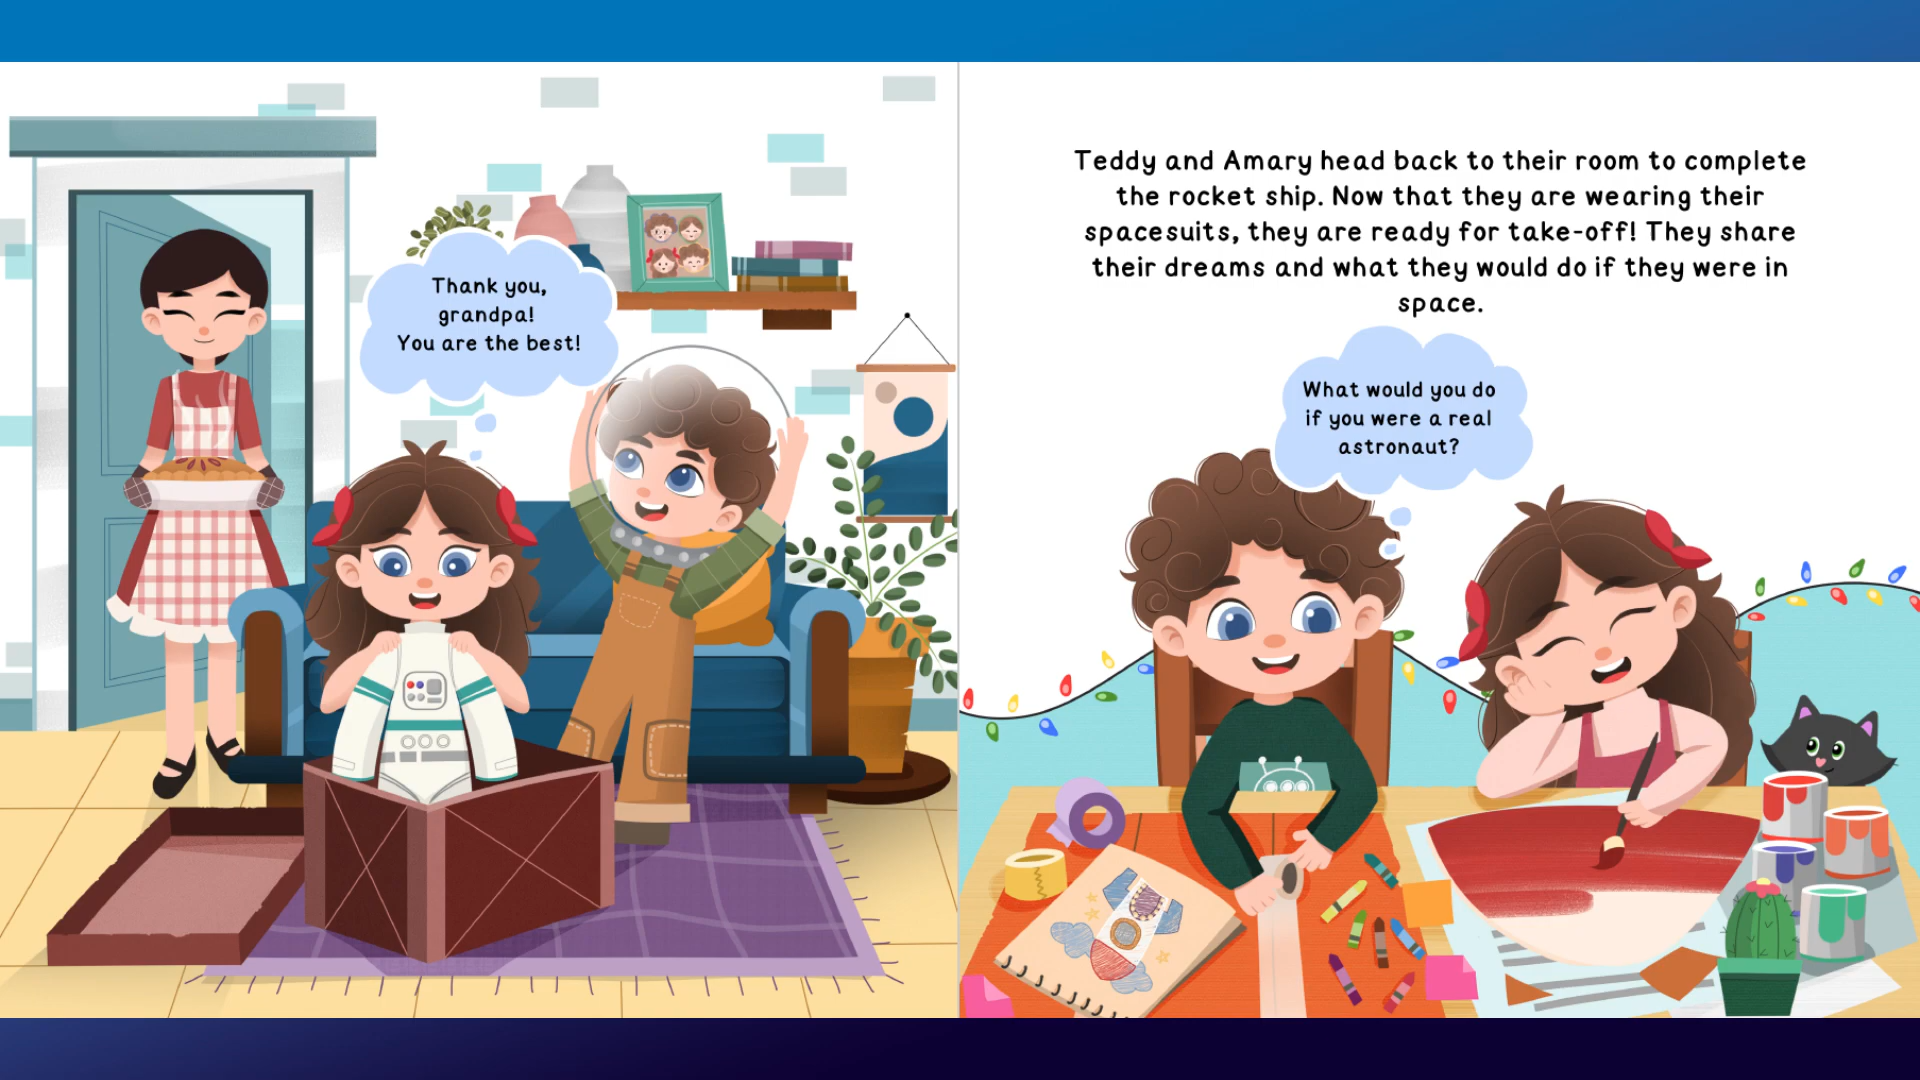 Thank you,
grandpa!
You are the best!
Teddy and Amary head back to their room to complete
the rocket ship. Now that they are wearing their
spacesuits, they are ready for take-off! They share
their dreams and what they would do if they were in
space.
What would you do
if you were a real
astronaut?